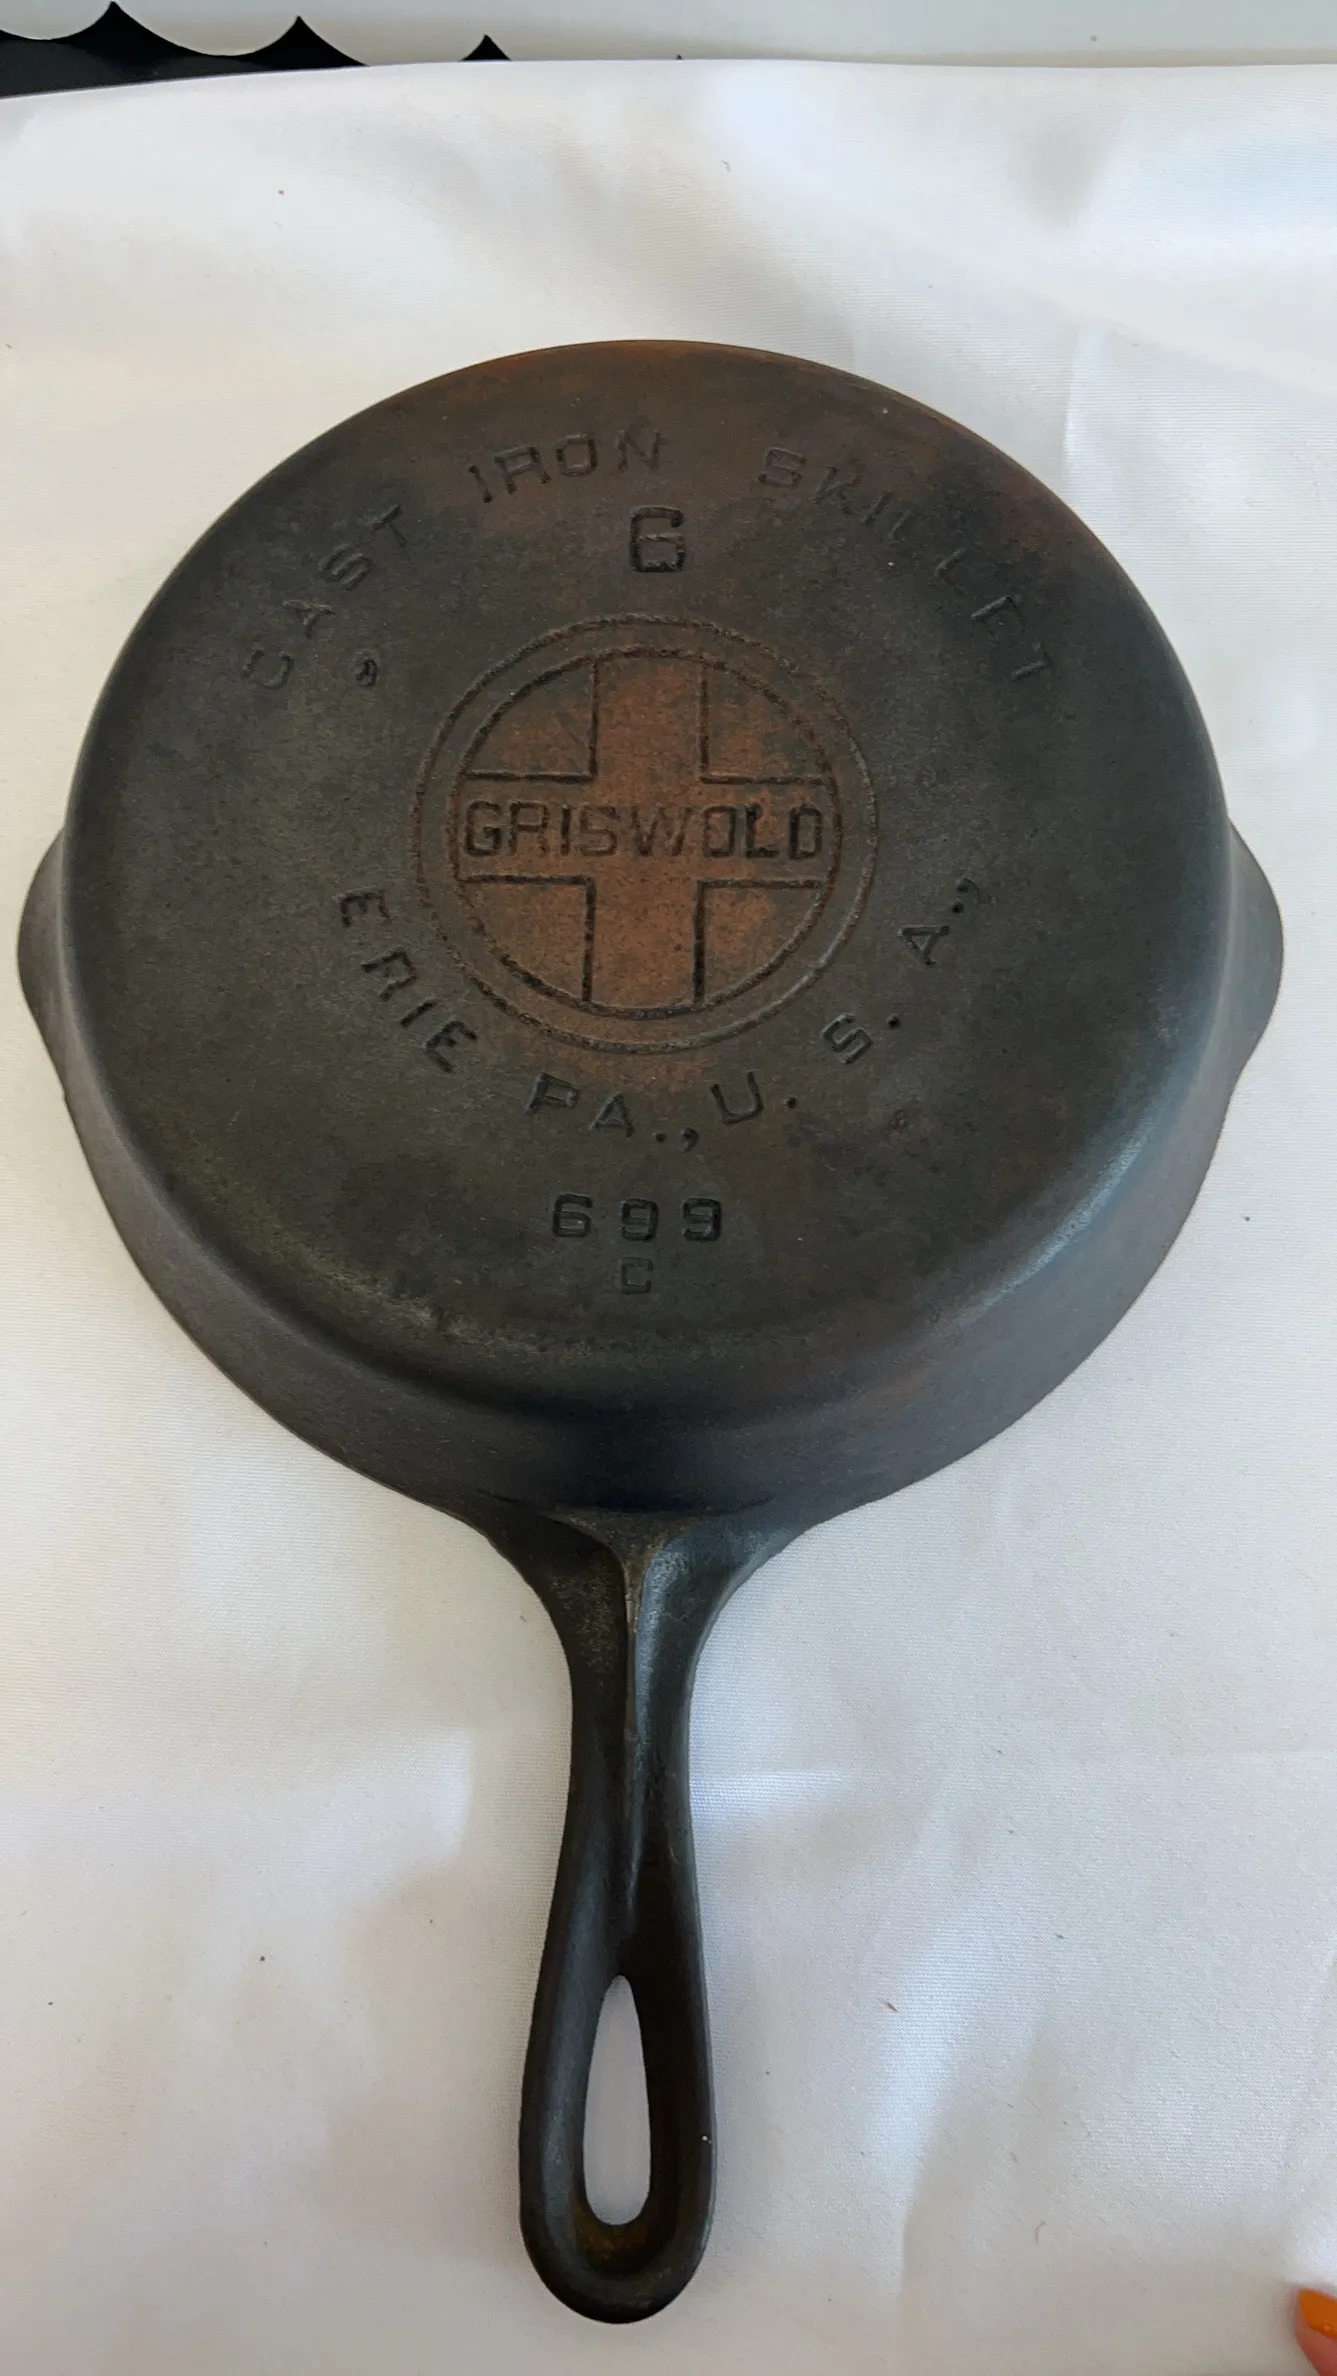 CAST IRON SKILLET
6
GRISWOLD
ERIE PA., U. S. A.,
699
C